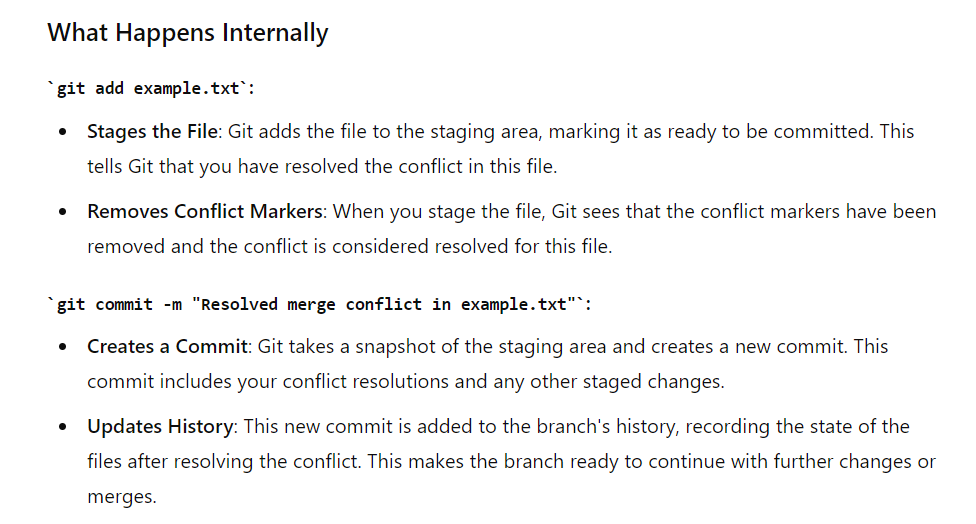 What Happens Internally
`git add example.txt`:
• Stages the File: Git adds the file to the staging area, marking it as ready to be committed. This
tells Git that you have resolved the conflict in this file.
• Removes Conflict Markers: When you stage the file, Git sees that the conflict markers have been
removed and the conflict is considered resolved for this file.
`git commit -m "Resolved merge conflict in example.txt"`:
• Creates a Commit: Git takes a snapshot of the staging area and creates a new commit. This
commit includes your conflict resolutions and any other staged changes.
• Updates History: This new commit is added to the branch's history, recording the state of the
files after resolving the conflict. This makes the branch ready to continue with further changes or
merges.